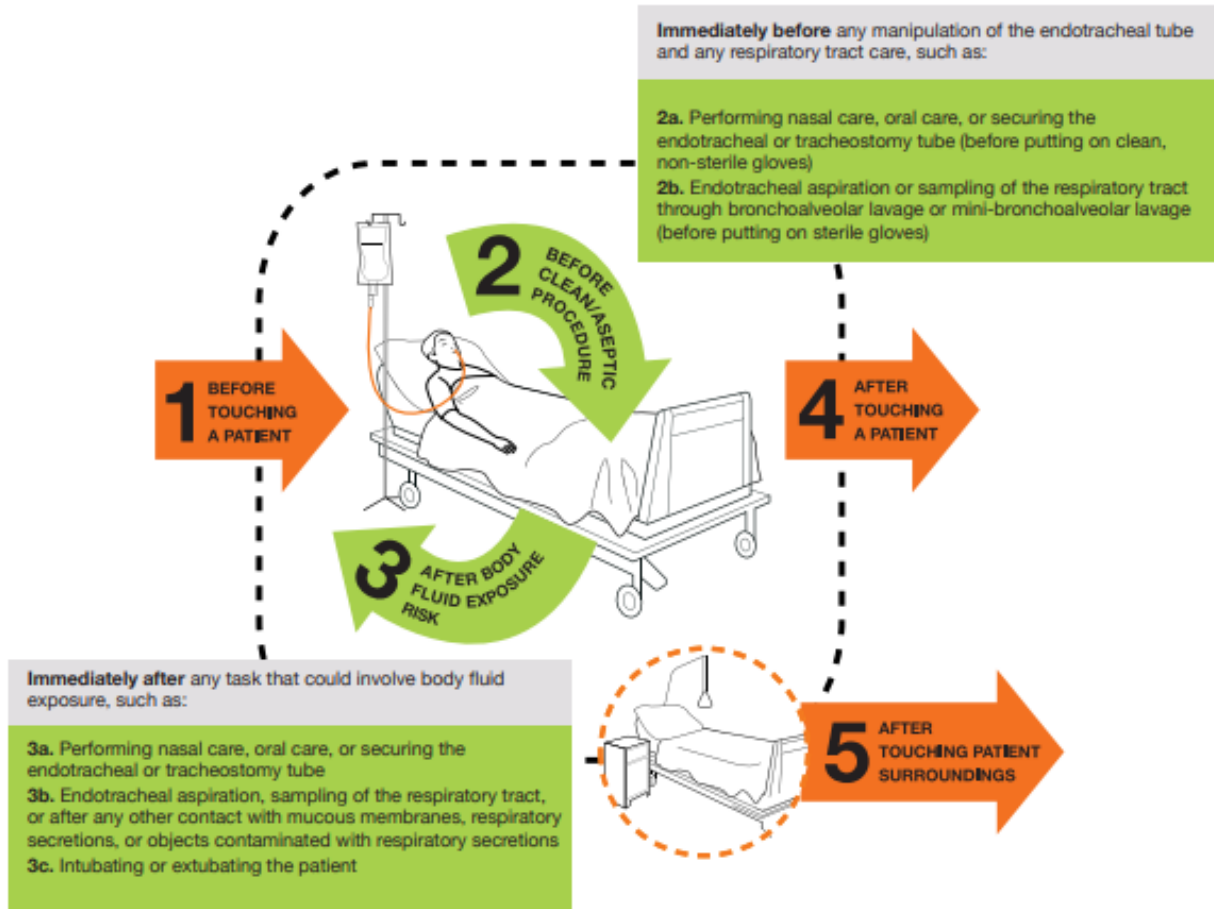 Immediately before any manipulation of the endotracheal tube
and any respiratory tract care, such as:
2a. Performing nasal care, oral care, or securing the
endotracheal or tracheostomy tube (before putting on clean,
non-sterile gloves)
2b. Endotracheal aspiration or sampling of the respiratory tract
through bronchoalveolar lavage or mini-bronchoalveolar lavage
(before putting on sterile gloves)
1 BEFORE
TOUCHING
A PATIENT
2 BEFORE
CLEAN/ASEPTIC
PROCEDURE
3 AFTER BODY
FLUID EXPOSURE
RISK
4 AFTER
TOUCHING
A PATIENT
Immediately after any task that could involve body fluid
exposure, such as:
3a. Performing nasal care, oral care, or securing the
endotracheal or tracheostomy tube
3b. Endotracheal aspiration, sampling of the respiratory tract,
or after any other contact with mucous membranes, respiratory
secretions, or objects contaminated with respiratory secretions
3c. Intubating or extubating the patient
5 AFTER
TOUCHING PATIENT
SURROUNDINGS